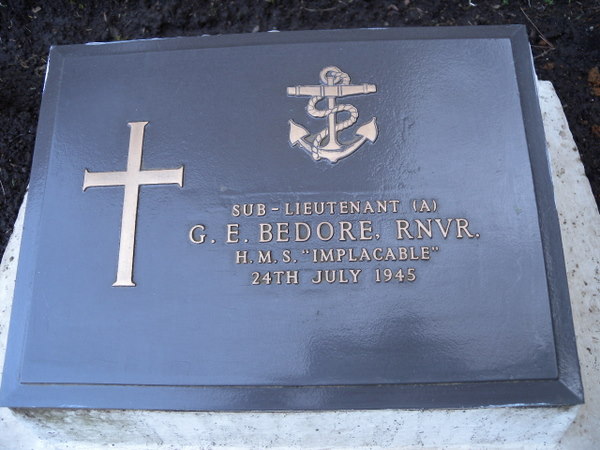 SUB-LIEUTENANT (A)
G. E. BEDORE, RNVR.
H.M.S. "IMPLACABLE"
24TH JULY 1945